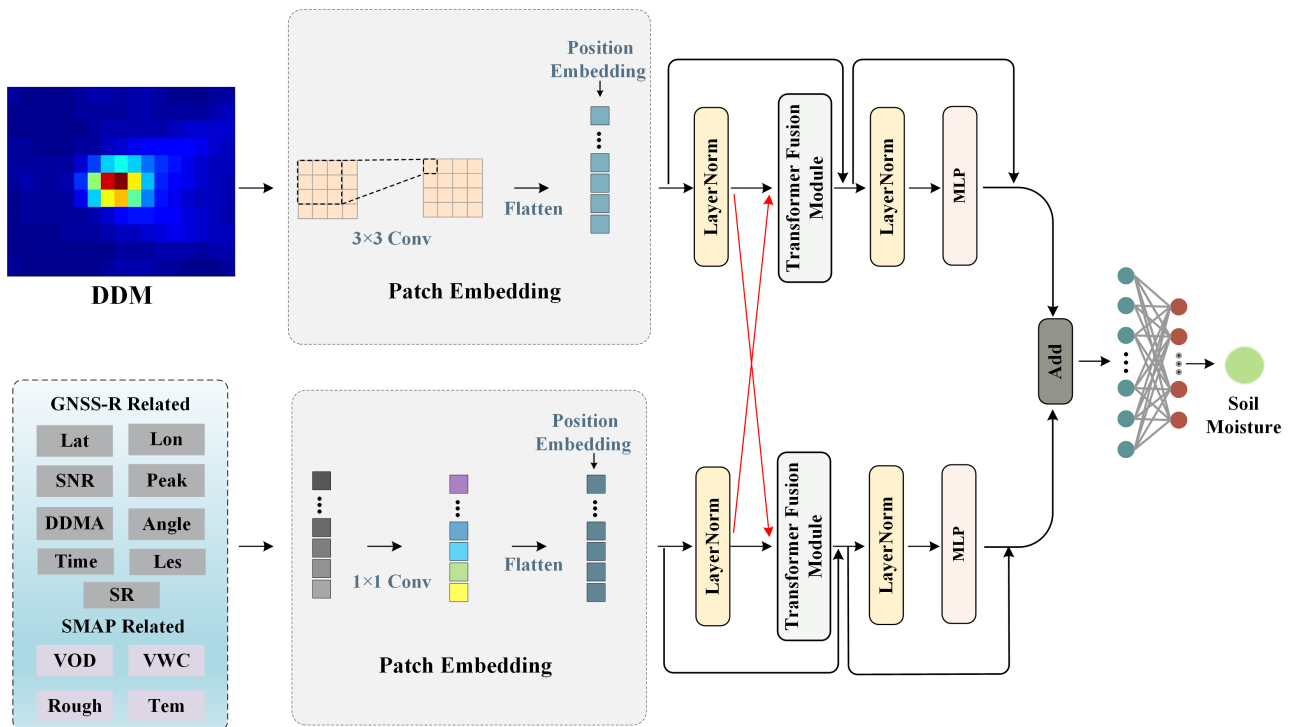 DDM
Position
Embedding
3×3 Conv
Flatten
Patch Embedding
LayerNorm
Transformer Fusion
Module
LayerNorm
MLP
GNSS-R Related
Lat
Lon
SNR
Peak
DDMA
Angle
Time
Les
SR
SMAP Related
VOD
VWC
Rough
Tem
Position
Embedding
1×1 Conv
Flatten
Patch Embedding
LayerNorm
Transformer Fusion
Module
LayerNorm
MLP
Add
Soil
Moisture